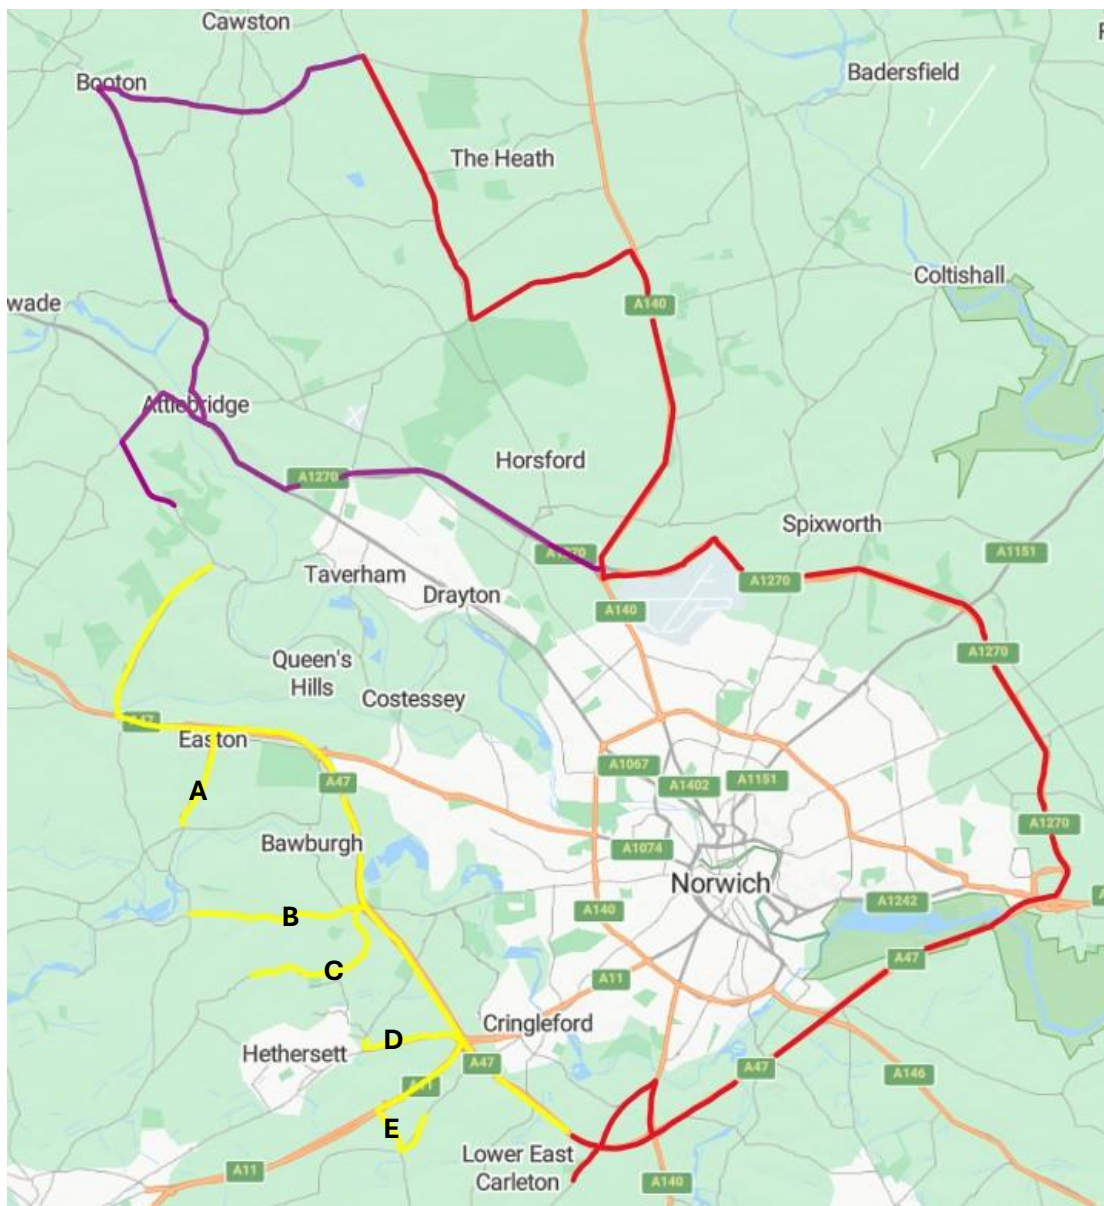 Cawston
Badersfield
Booton
The Heath
Coltishall
wade
A140
Attlebridge
Horsford
A1270
Spixworth
A1151
A1270
A1270
Taverham
Drayton
A140
A1270
Queen's
Hills
Costessey
A47
Easton
A1067
A1402
A1151
A47
A
A1270
Bawburgh
A1074
Norwich
A1242
A140
B
A47
C
A11
Cringleford
D
Hethersett
A47
A47
A146
A11
E
Lower East
Carleton
A11
A140